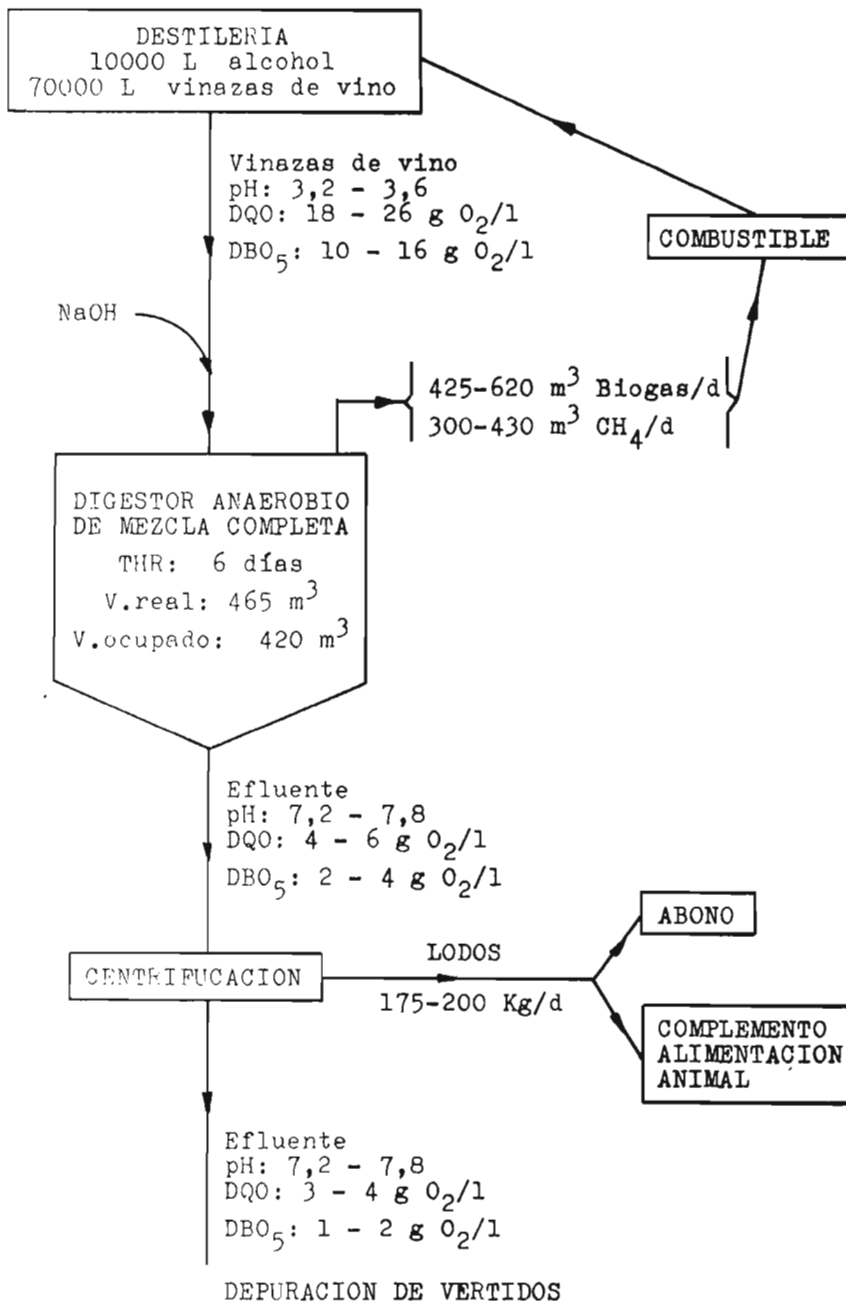 DESTILERIA
10000 L alcohol
70000 L vinazas de vino
Vinazas de vino
pH: 3,2 - 3,6
DQO: 18 - 26 g O₂/l
DBO₅: 10 - 16 g O₂/l
COMBUSTIBLE
NaOH
425-620 m³ Biogas/d
300-430 m³ CH₄/d
DIGESTOR ANAEROBIO
DE MEZCLA COMPLETA
THR: 6 días
V.real: 465 m³
V.ocupado: 420 m³
Efluente
pH: 7,2 - 7,8
DQO: 4 - 6 g O₂/l
DBO₅: 2 - 4 g O₂/l
ABONO
LODOS
CENTRIFUCACION
175-200 Kg/d
COMPLEMENTO
ALIMENTACION
ANIMAL
Efluente
pH: 7,2 - 7,8
DQO: 3 - 4 g O₂/l
DBO₅: 1 - 2 g O₂/l
DEPURACION DE VERTIDOS